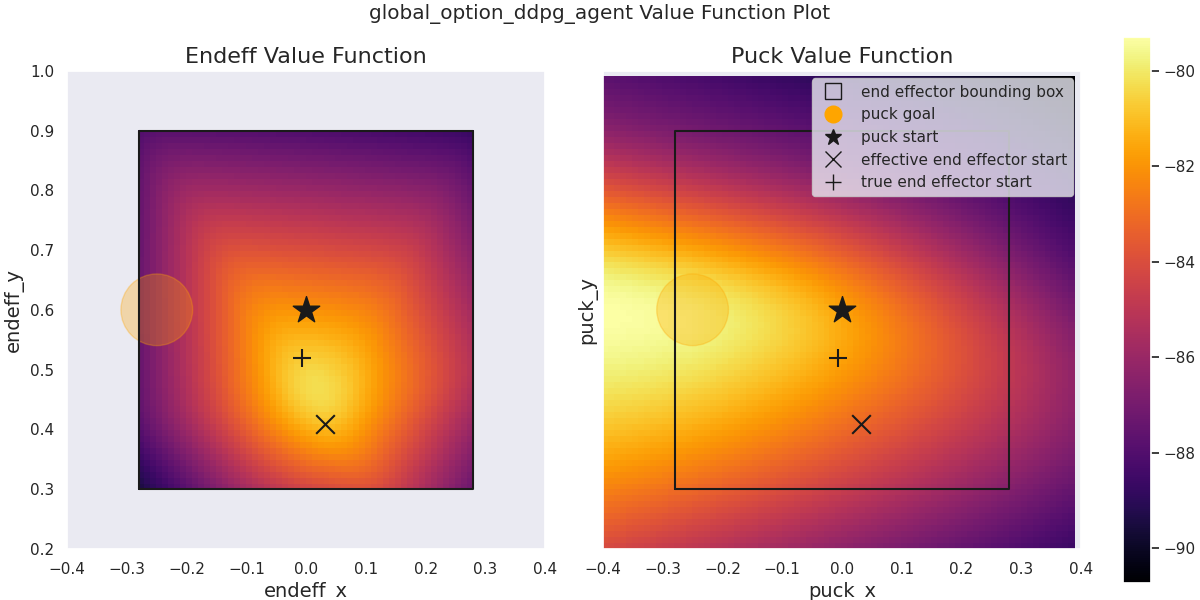 global_option_ddpg_agent Value Function Plot
Endeff Value Function
endeff_y
1.0
0.9
0.8
0.7
0.6
0.5
0.4
0.3
0.2
−0.4 −0.3 −0.2 −0.1 0.0 0.1 0.2 0.3 0.4
endeff_x
Puck Value Function
end effector bounding box
puck goal
puck start
effective end effector start
true end effector start
puck_y
−0.4 −0.3 −0.2 −0.1 0.0 0.1 0.2 0.3 0.4
puck_x
−80
−82
−84
−86
−88
−90